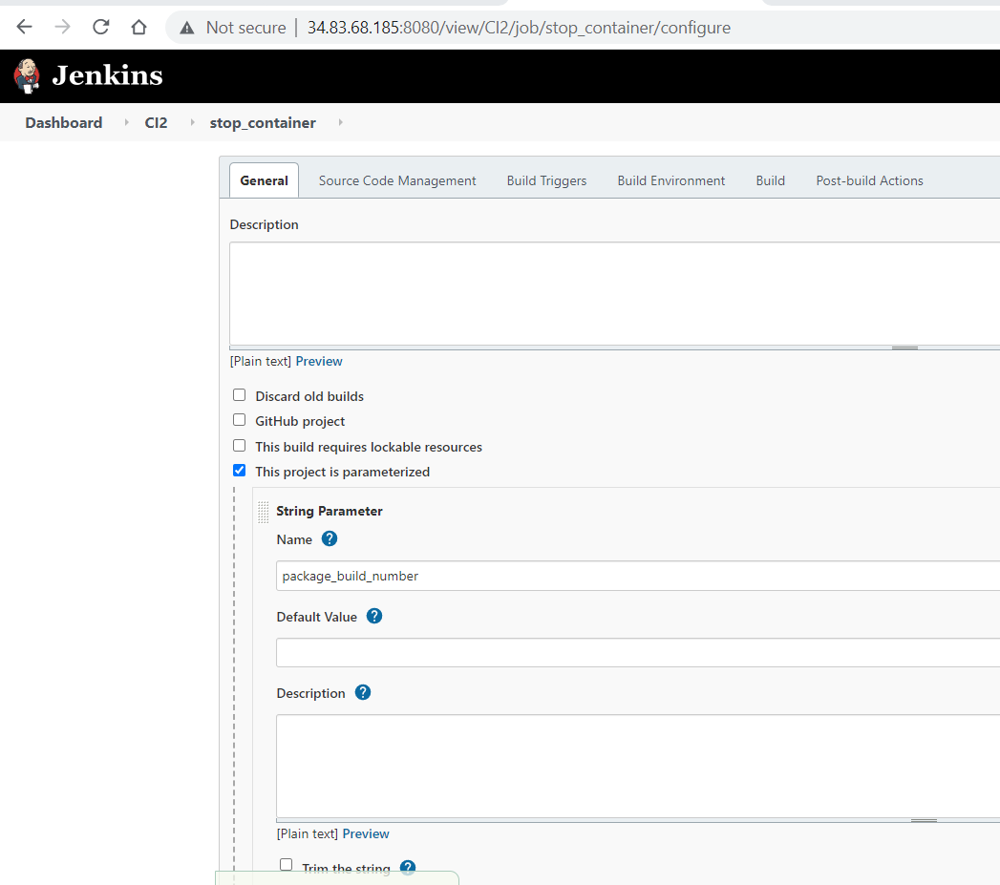 Not secure | 34.83.68.185:8080/view/CI2/job/stop_container/configure
Jenkins
Dashboard CI2 stop_container
General Source Code Management Build Triggers Build Environment Build Post-build Actions
Description
[Plain text] Preview
Discard old builds
GitHub project
This build requires lockable resources
This project is parameterized
String Parameter
Name ?
package_build_number
Default Value ?
Description ?
[Plain text] Preview
Trim the string ?